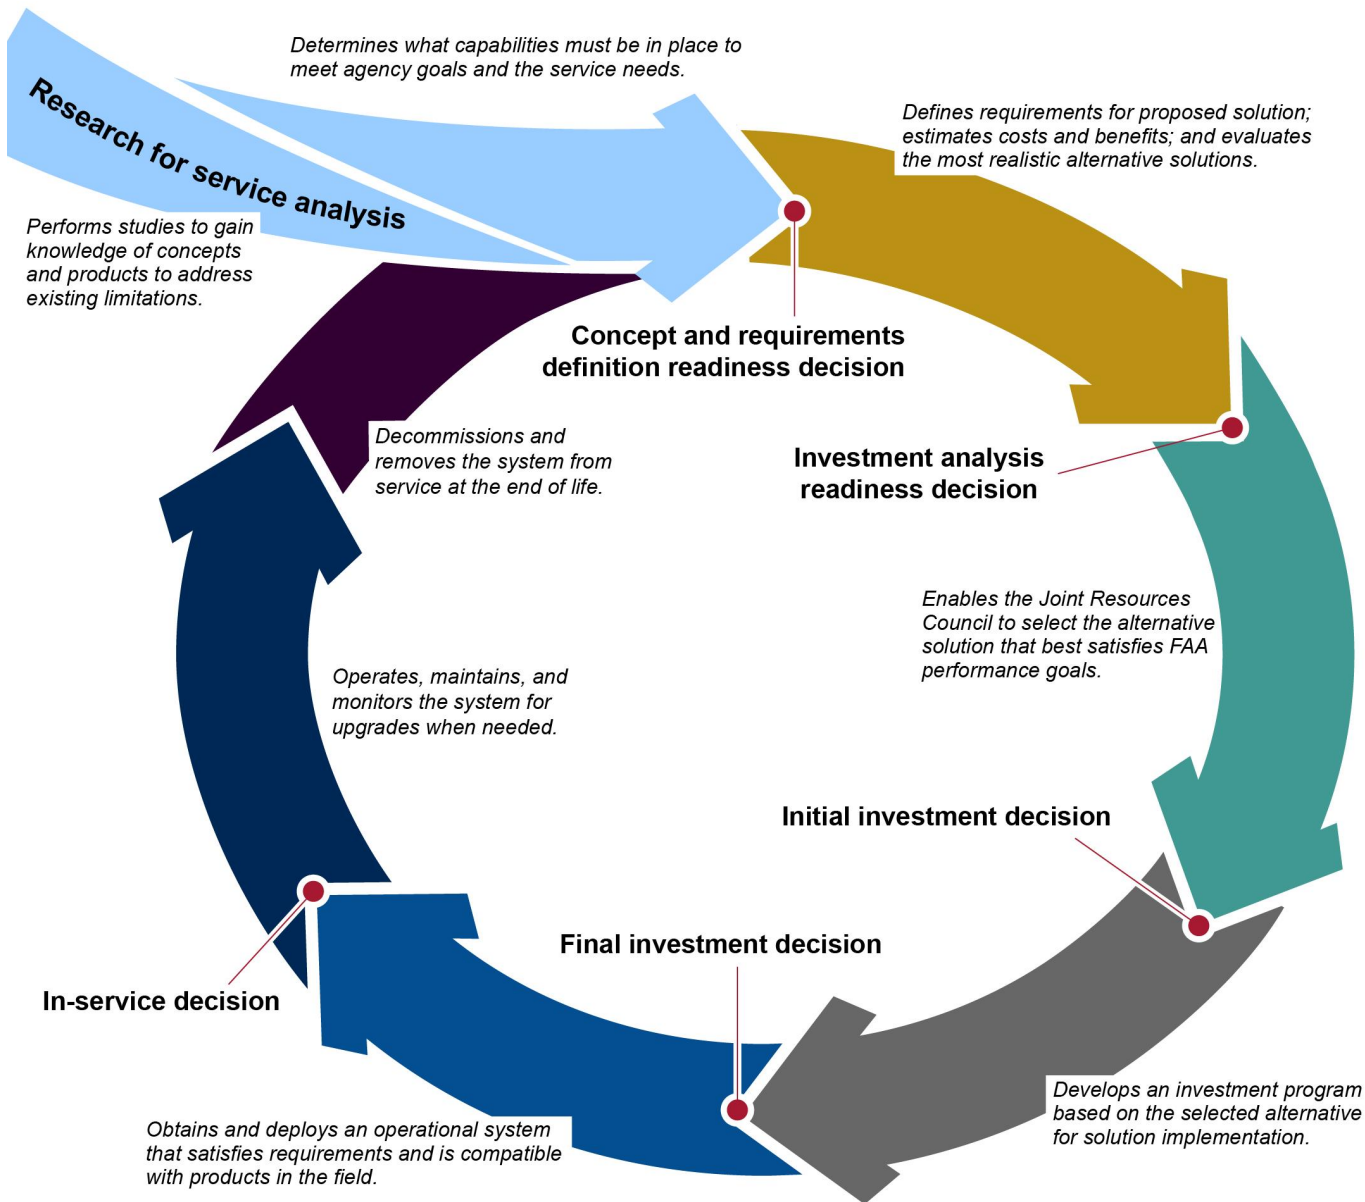 Determines what capabilities must be in place to
meet agency goals and the service needs.
Research for service analysis
Performs studies to gain
knowledge of concepts
and products to address
existing limitations.
Defines requirements for proposed solution;
estimates costs and benefits; and evaluates
the most realistic alternative solutions.
Concept and requirements
definition readiness decision
Investment analysis
readiness decision
Enables the Joint Resources
Council to select the alternative
solution that best satisfies FAA
performance goals.
Initial investment decision
Develops an investment program
based on the selected alternative
for solution implementation.
Final investment decision
Obtains and deploys an operational system
that satisfies requirements and is compatible
with products in the field.
In-service decision
Operates, maintains, and
monitors the system for
upgrades when needed.
Decommissions and
removes the system from
service at the end of life.